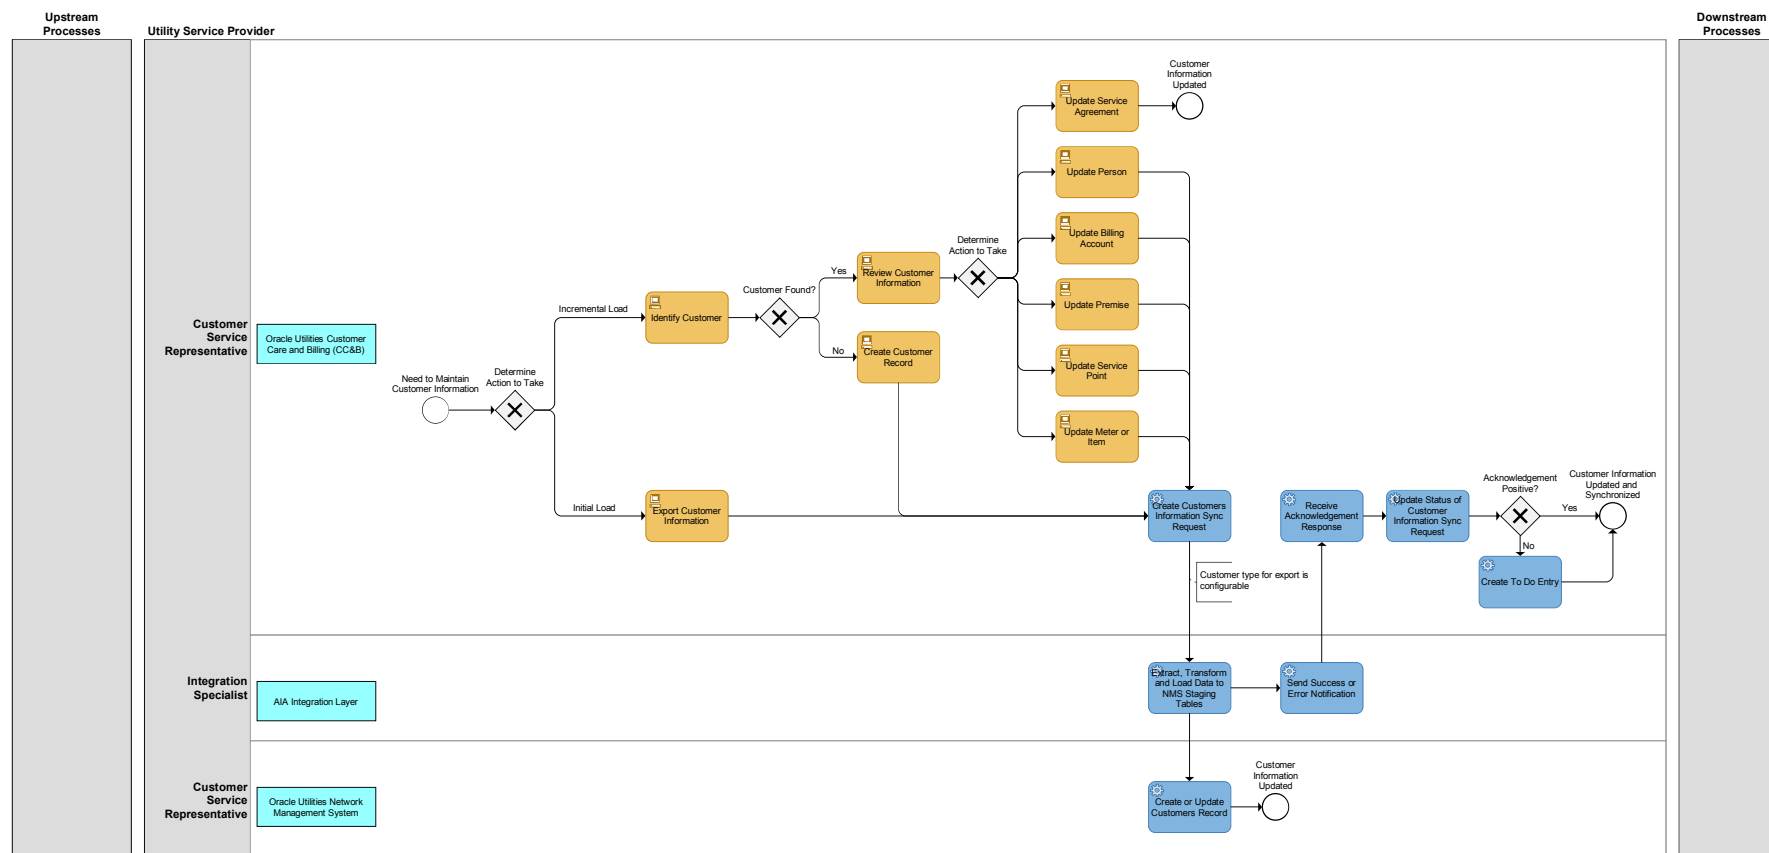 Upstream
Processes
Utility Service Provider
Downstream
Processes
Customer
Information
Updated
Update Service
Agreement
Update Person
Update Billing
Account
Determine
Action to Take
Yes
Review Customer
Information
Customer Found?
Update Premise
Incremental Load
Identify Customer
Customer
Service
Representative
Oracle Utilities Customer
Care and Billing (CC&B)
No
Create Customer
Record
Update Service
Point
Need to Maintain
Customer Information
Determine
Action to Take
Update Meter or
Item
Initial Load
Export Customer
Information
Create Customers
Information Sync
Request
Receive
Acknowledgement
Response
Update Status of
Customer
Information Sync
Request
Acknowledgement
Positive?
Yes
Customer Information
Updated and
Synchronized
No
Create To Do Entry
Customer type for export is
configurable
Integration
Specialist
AIA Integration Layer
Extract, Transform
and Load Data to
NMS Staging
Tables
Send Success or
Error Notification
Customer
Service
Representative
Oracle Utilities Network
Management System
Create or Update
Customers Record
Customer
Information
Updated